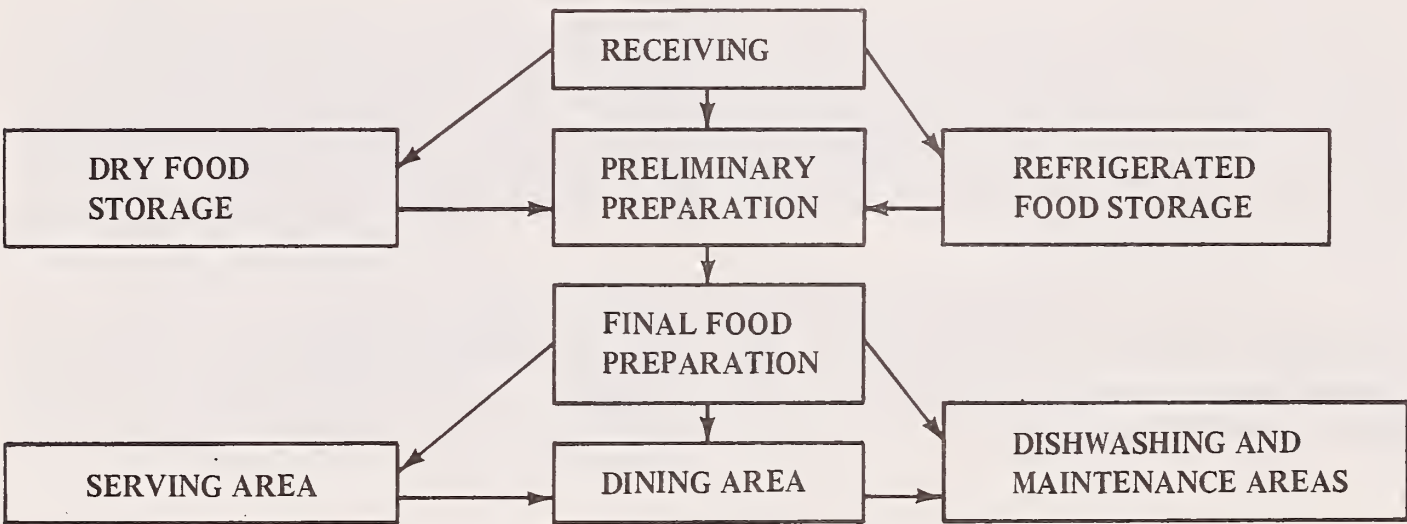 RECEIVING
DRY FOOD
STORAGE
PRELIMINARY
PREPARATION
REFRIGERATED
FOOD STORAGE
FINAL FOOD
PREPARATION
SERVING AREA
DINING AREA
DISHWASHING AND
MAINTENANCE AREAS